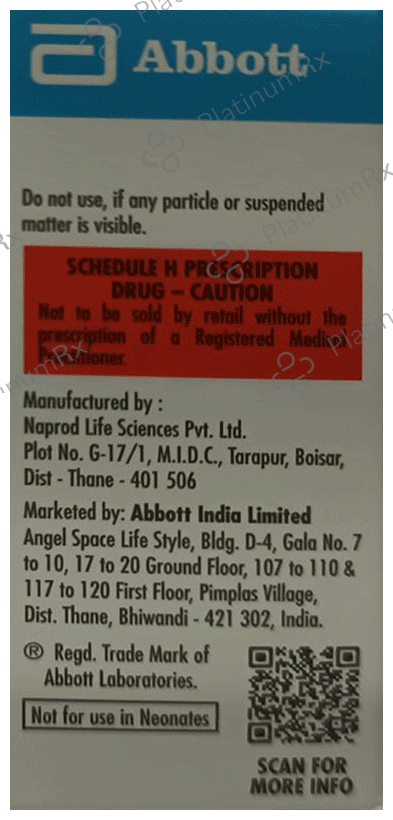 Abbott
Do not use, if any particle or suspended
matter is visible.
SCHEDULE H PRESCRIPTION
DRUG – CAUTION
Not to be sold by retail without the
prescription of a Registered Medical
Practitioner.
Manufactured by :
Naprod Life Sciences Pvt. Ltd.
Plot No. G-17/1, M.I.D.C., Tarapur, Boisar,
Dist - Thane - 401 506
Marketed by: Abbott India Limited
Angel Space Life Style, Bldg. D-4, Gala No. 7
to 10, 17 to 20 Ground Floor, 107 to 110 &
117 to 120 First Floor, Pimplas Village,
Dist. Thane, Bhiwandi - 421 302, India.
® Regd. Trade Mark of
Abbott Laboratories.
Not for use in Neonates
SCAN FOR
MORE INFO
PlatinumRx
PlatinumRx
PlatinumRx
PlatinumRx